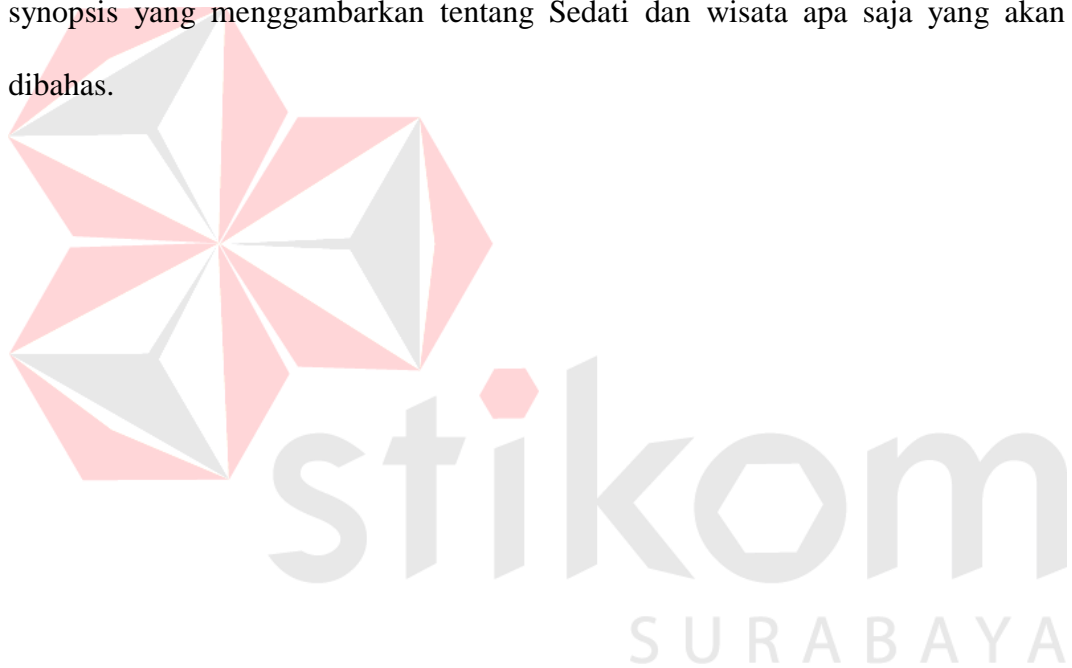 synopsis yang menggambarkan tentang Sedati dan wisata apa saja yang akan
dibahas.
stikom
SURABAYA